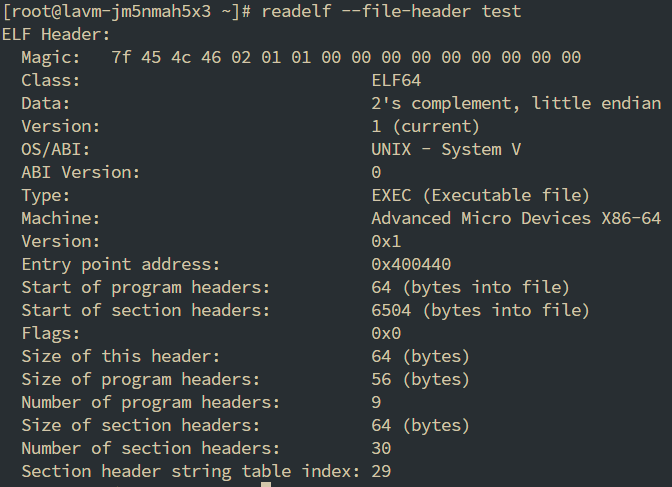 [root@lavm-jm5nmah5x3 ~]# readelf --file-header test
ELF Header:
  Magic:   7f 45 4c 46 02 01 01 00 00 00 00 00 00 00 00 00
  Class:                             ELF64
  Data:                              2's complement, little endian
  Version:                           1 (current)
  OS/ABI:                            UNIX - System V
  ABI Version:                       0
  Type:                              EXEC (Executable file)
  Machine:                           Advanced Micro Devices X86-64
  Version:                           0x1
  Entry point address:               0x400440
  Start of program headers:          64 (bytes into file)
  Start of section headers:          6504 (bytes into file)
  Flags:                             0x0
  Size of this header:               64 (bytes)
  Size of program headers:           56 (bytes)
  Number of program headers:         9
  Size of section headers:           64 (bytes)
  Number of section headers:         30
  Section header string table index: 29